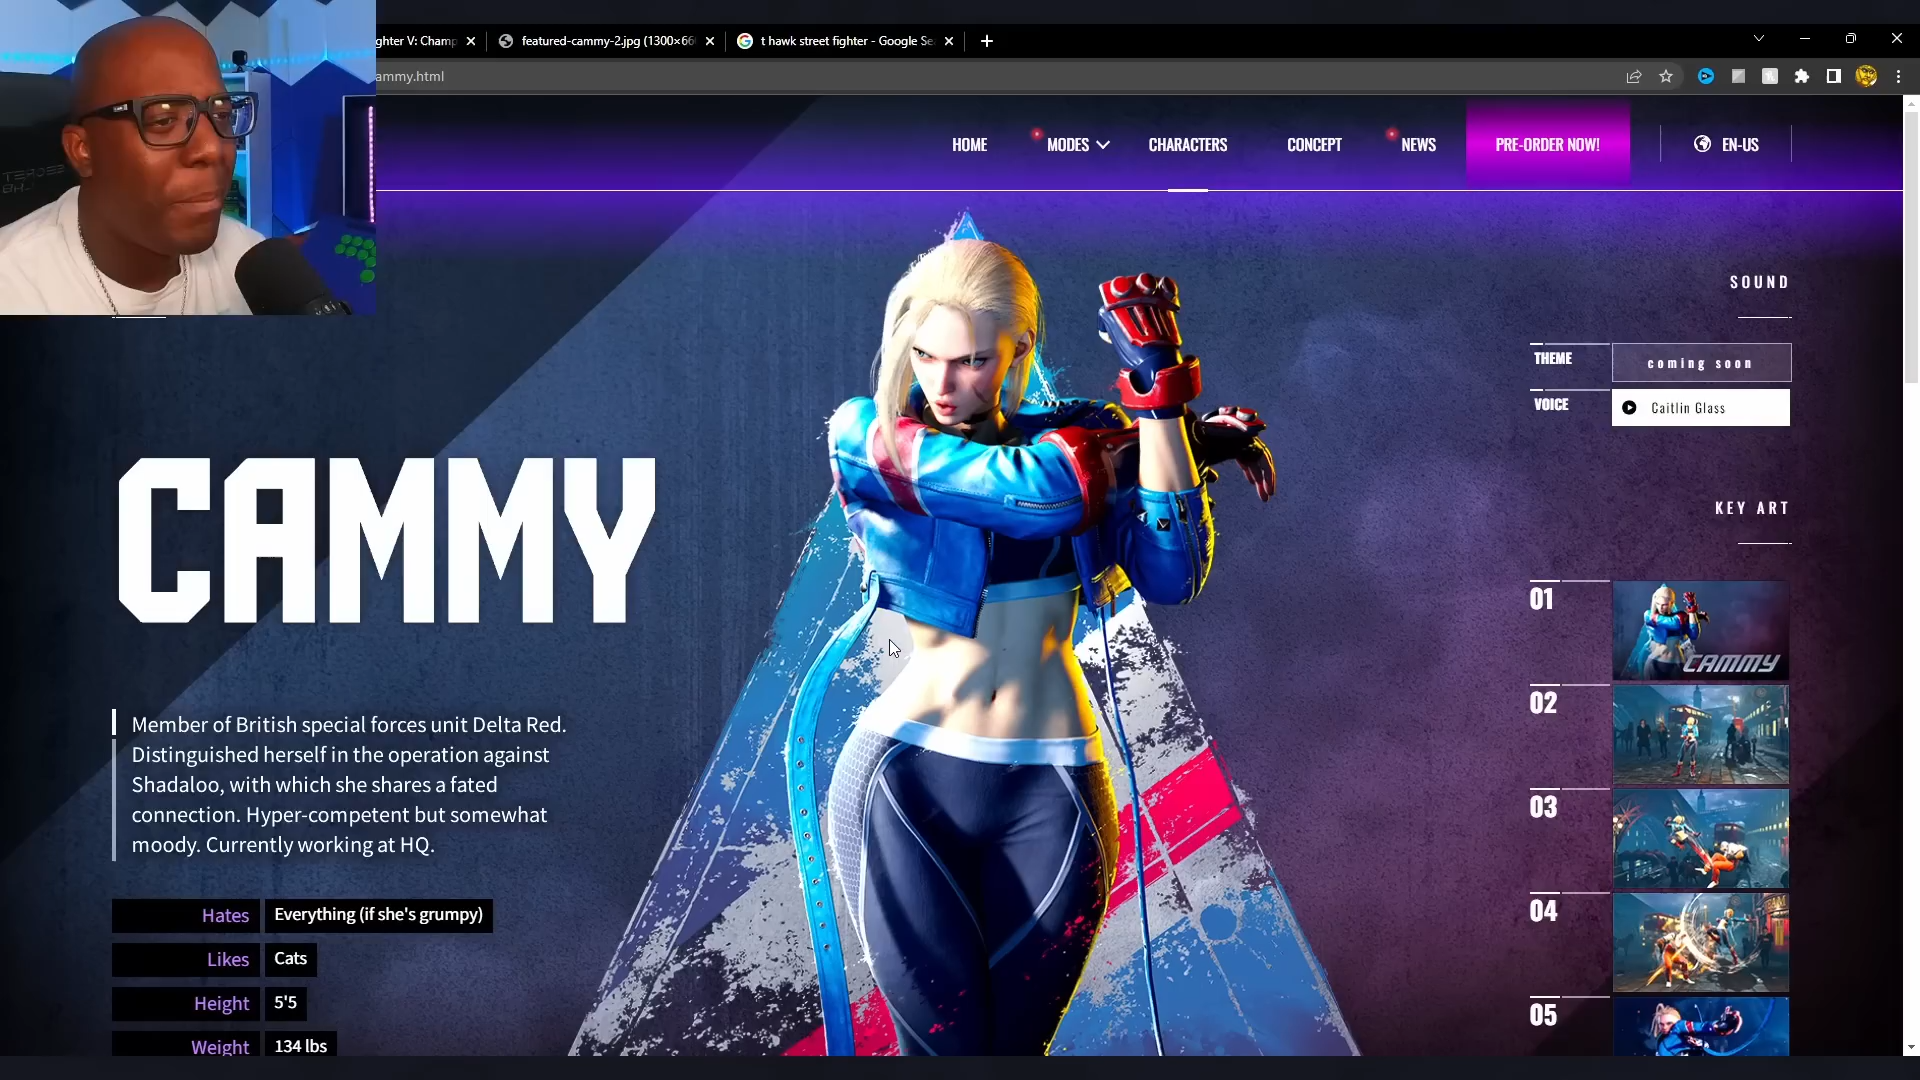 ghter V: Champ
featured-cammy-2.jpg (1300×66
t hawk street fighter - Google Se
ammy.html
HOME
MODES
CHARACTERS
CONCEPT
NEWS
PRE-ORDER NOW!
EN-US
SOUND
THEME
coming soon
VOICE
Caitlin Glass
KEY ART
CAMMY
01
CAMMY
02
03
04
05
Member of British special forces unit Delta Red.
Distinguished herself in the operation against
Shadaloo, with which she shares a fated
connection. Hyper-competent but somewhat
moody. Currently working at HQ.
Hates Everything (if she's grumpy)
Likes Cats
Height 5'5
Weight 134 lbs